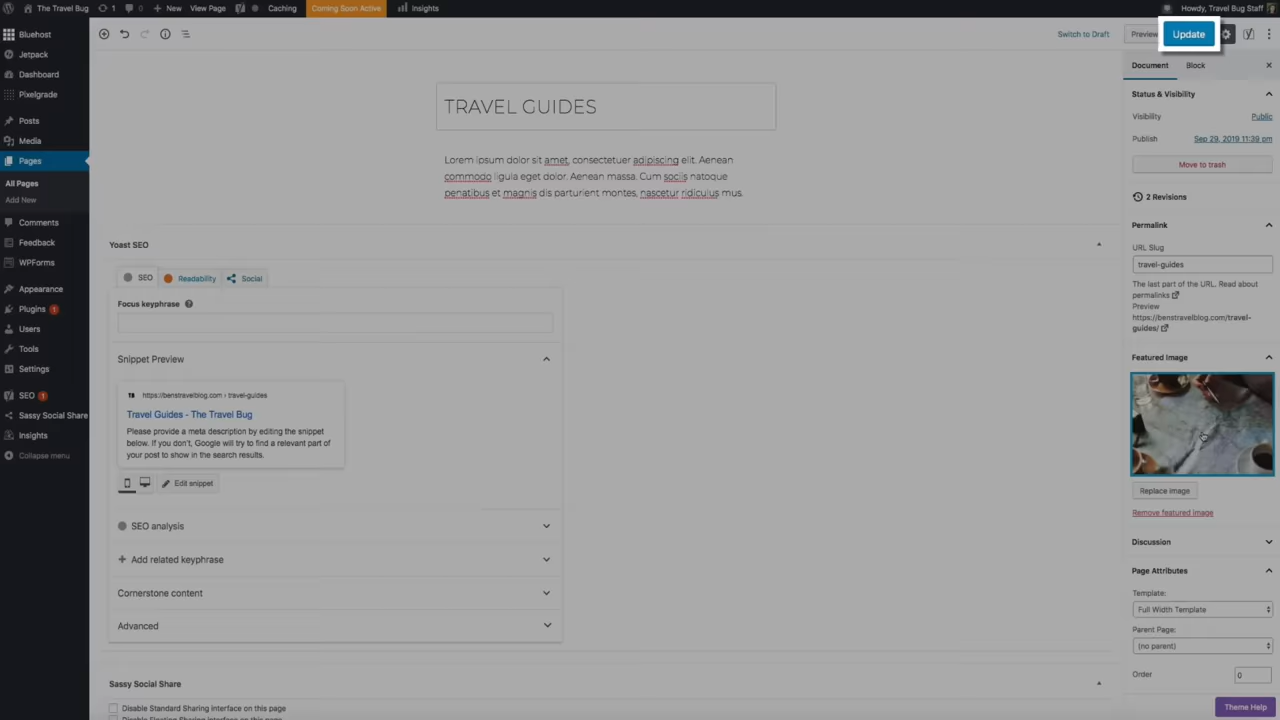 The Travel Bug 1 0 + New View Page Caching Coming Soon Active Insights Howdy, Travel Bug Staff
Switch to Draft Preview Update
Bluehost
Jetpack
Dashboard
Pixelgrade
Posts
Media
Pages
All Pages
Add New
Comments
Feedback
WPForms
Appearance
Plugins 1
Users
Tools
Settings
SEO 1
Sassy Social Share
Insights
Collapse menu
TRAVEL GUIDES
Lorem ipsum dolor sit amet, consectetuer adipiscing elit. Aenean
commodo ligula eget dolor. Aenean massa. Cum sociis natoque
penatibus et magnis dis parturient montes, nascetur ridiculus mus.
Yoast SEO
SEO Readability Social
Focus keyphrase
Snippet Preview
TB https://benstravelblog.com › travel-guides
Travel Guides - The Travel Bug
Please provide a meta description by editing the snippet
below. If you don't, Google will try to find a relevant part of
your post to show in the search results.
Edit snippet
SEO analysis
Add related keyphrase
Cornerstone content
Advanced
Sassy Social Share
Disable Standard Sharing interface on this page
Document Block
Status & Visibility
Visibility Public
Publish Sep 29, 2019 11:39 pm
Move to trash
2 Revisions
Permalink
URL Slug
travel-guides
The last part of the URL. Read about
permalinks
Preview
https://benstravelblog.com/travel-
guides/
Featured Image
Replace Image
Remove featured image
Discussion
Page Attributes
Template:
Full Width Template
Parent Page:
(no parent)
Order 0
Theme Help